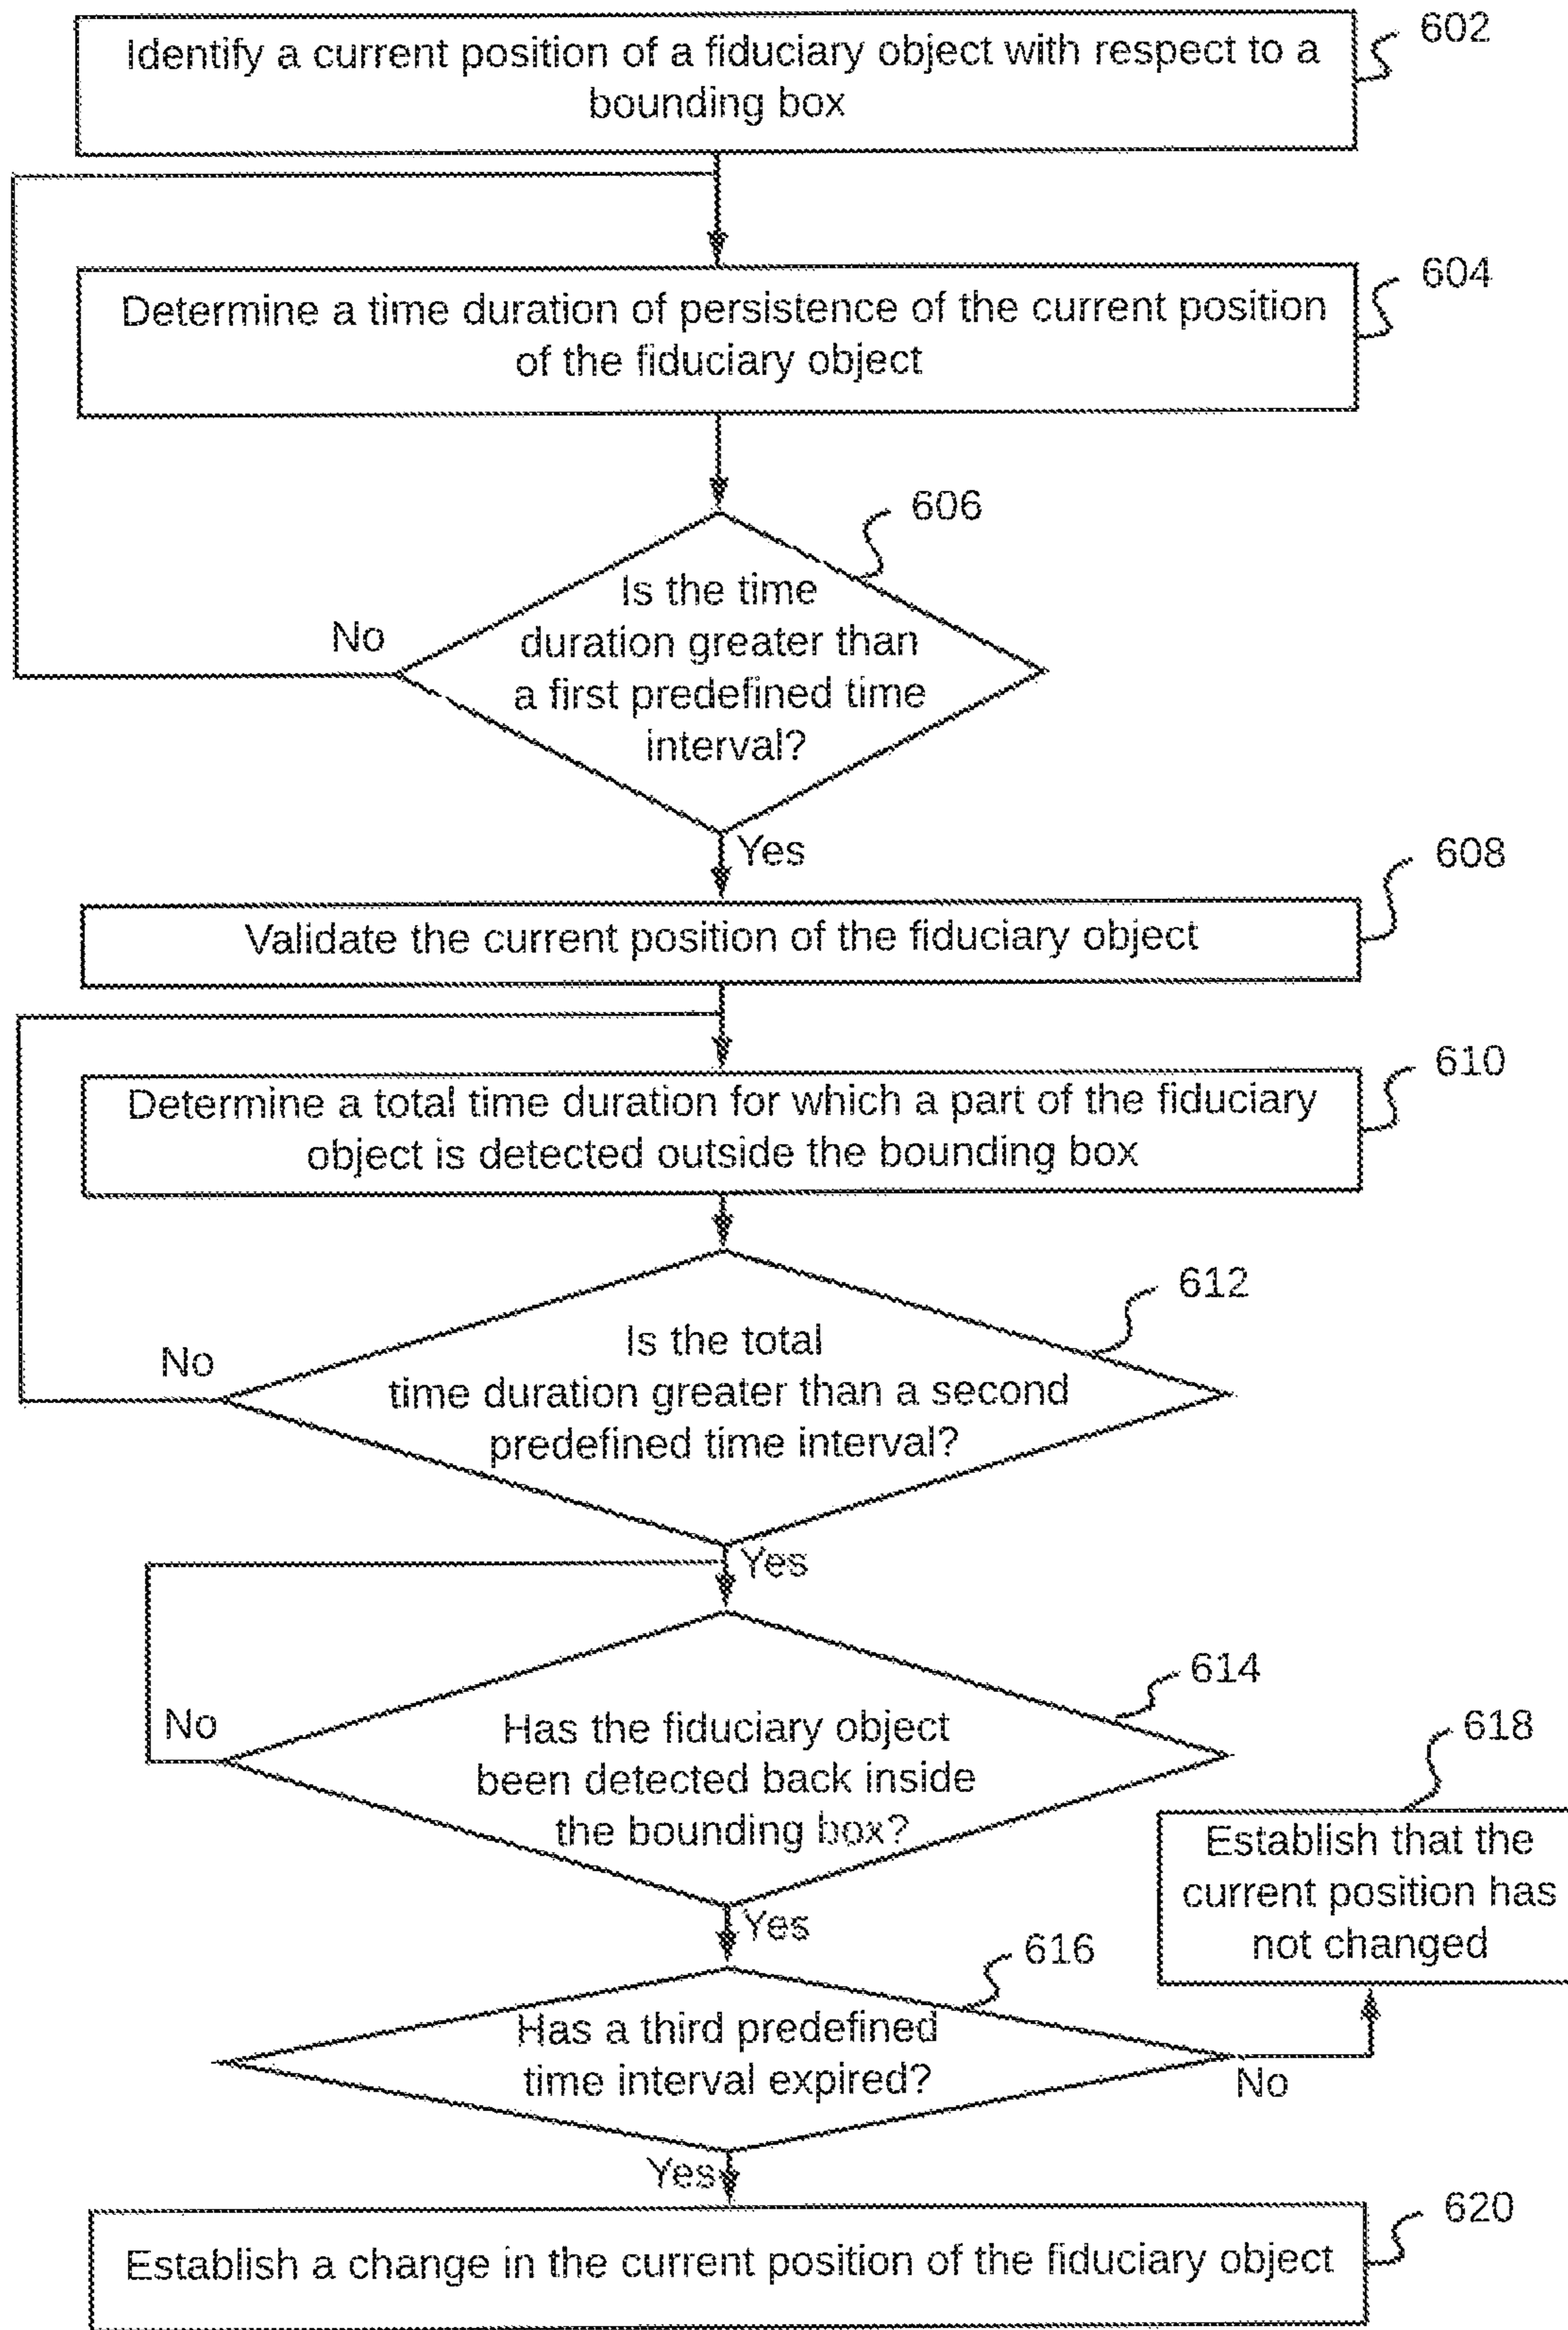 602
Identify a current position of a fiduciary object with respect to a
bounding box
604
Determine a time duration of persistence of the current position
of the fiduciary object
606
Is the time
duration greater than
a first predefined time
interval?
No
Yes
608
Validate the current position of the fiduciary object
610
Determine a total time duration for which a part of the fiduciary
object is detected outside the bounding box
612
Is the total
time duration greater than a second
predefined time interval?
No
Yes
614
Has the fiduciary object
been detected back inside
the bounding box?
No
Yes
618
Establish that the
current position has
not changed
616
Has a third predefined
time interval expired?
No
Yes
620
Establish a change in the current position of the fiduciary object